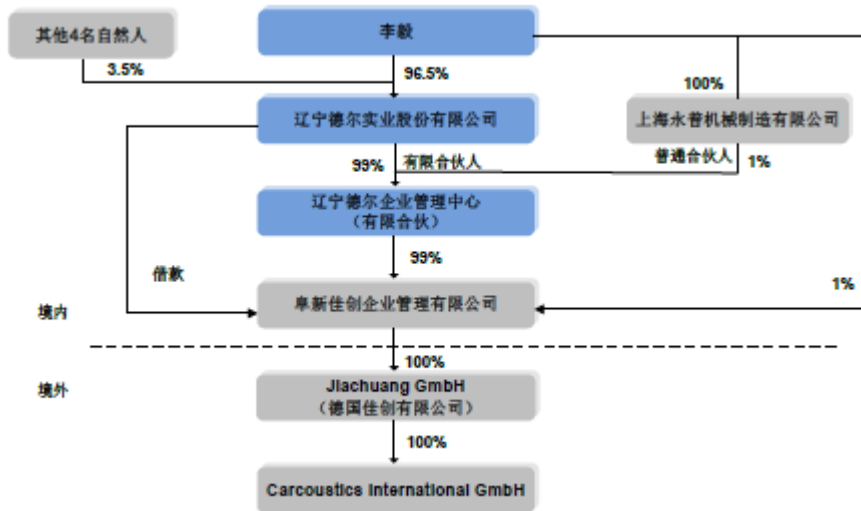 其他4名自然人
李毅
3.5%
96.5%
100%
辽宁德尔实业股份有限公司
上海永普机械制造有限公司
99%
有限合伙人
普通合伙人
1%
辽宁德尔企业管理中心
（有限合伙）
99%
借款
1%
阜新佳创企业管理有限公司
境内
100%
境外
Jiachuang GmbH
（德国佳创有限公司）
100%
Carcoustics International GmbH